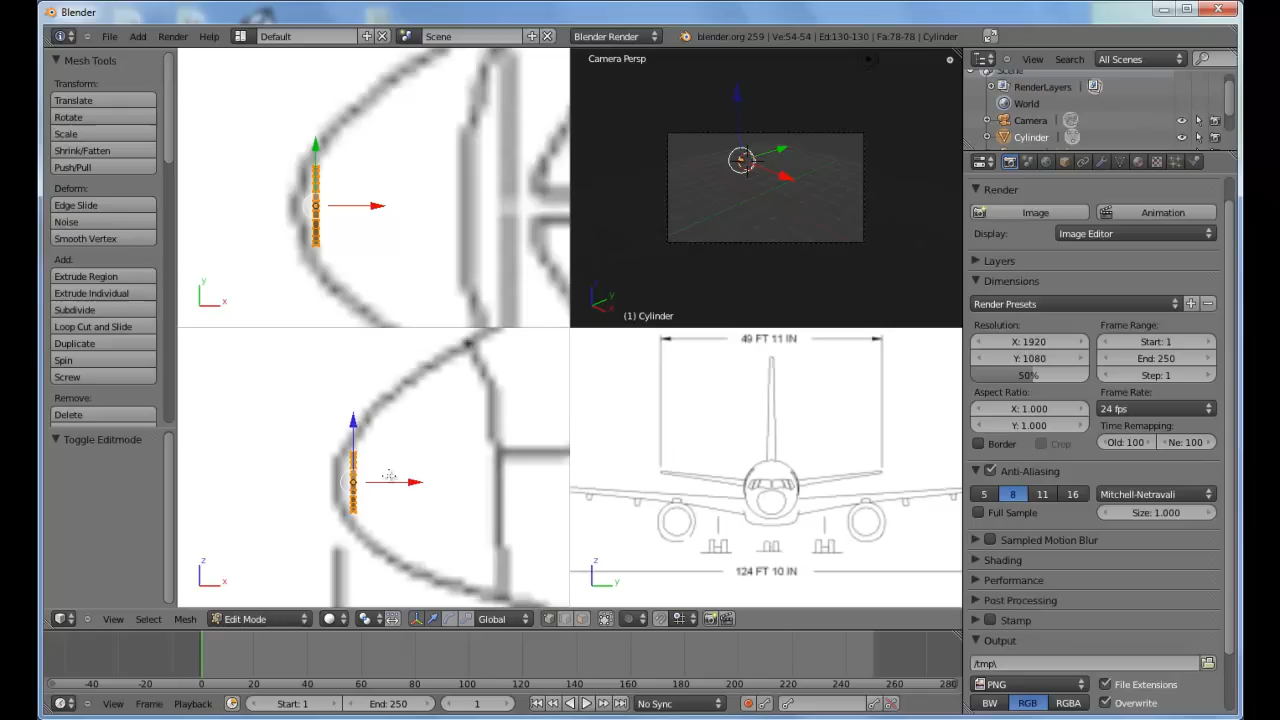 Blender
File Add Render Help Default Scene Blender Render blender.org 259 | Ve:54-54 | Ed:130-130 | Fa:78-78 | Cylinder
Mesh Tools
Transform:
Translate
Rotate
Scale
Shrink/Fatten
Push/Pull
Deform:
Edge Slide
Noise
Smooth Vertex
Add:
Extrude Region
Extrude Individual
Subdivide
Loop Cut and Slide
Duplicate
Spin
Screw
Remove:
Delete
Toggle Editmode
y
x
z
x
Camera Persp
z
y
x
(1) Cylinder
49 FT 11 IN
124 FT 10 IN
z
y
View Select Mesh Edit Mode Global
-40 -20 0 20 40 60 80 100 120 140 160 180 200 220 240 260 280
View Frame Playback Start: 1 End: 250 1 No Sync
View Search All Scenes
Scene
RenderLayers
World
Camera
Cylinder
Render
Image Animation
Display: Image Editor
Layers
Dimensions
Render Presets
Resolution: Frame Range:
X: 1920 Start: 1
Y: 1080 End: 250
50% Step: 1
Aspect Ratio: Frame Rate:
X: 1.000 24 fps
Y: 1.000 Time Remapping:
Border Crop Old: 100 Ne: 100
Anti-Aliasing
5 8 11 16 Mitchell-Netravali
Full Sample Size: 1.000
Sampled Motion Blur
Shading
Performance
Post Processing
Stamp
Output
/tmp\
PNG File Extensions
BW RGB RGBA Overwrite